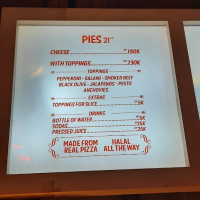 PIES 21"
CHEESE 190K
WITH TOPPINGS 230K
TOPPINGS
PEPPERONI - SALAMI - SMOKED BEEF
BLACK OLIVE - JALAPENOS - PESTO
ANCHOVIES
EXTRAS
TOPPINGS FOR SLICE 5K
DRINKS
BOTTLE OF WATER 5K
SODAS 15K
PRESSED JUICE 25K
MADE FROM HALAL
REAL PIZZA ALL THE WAY